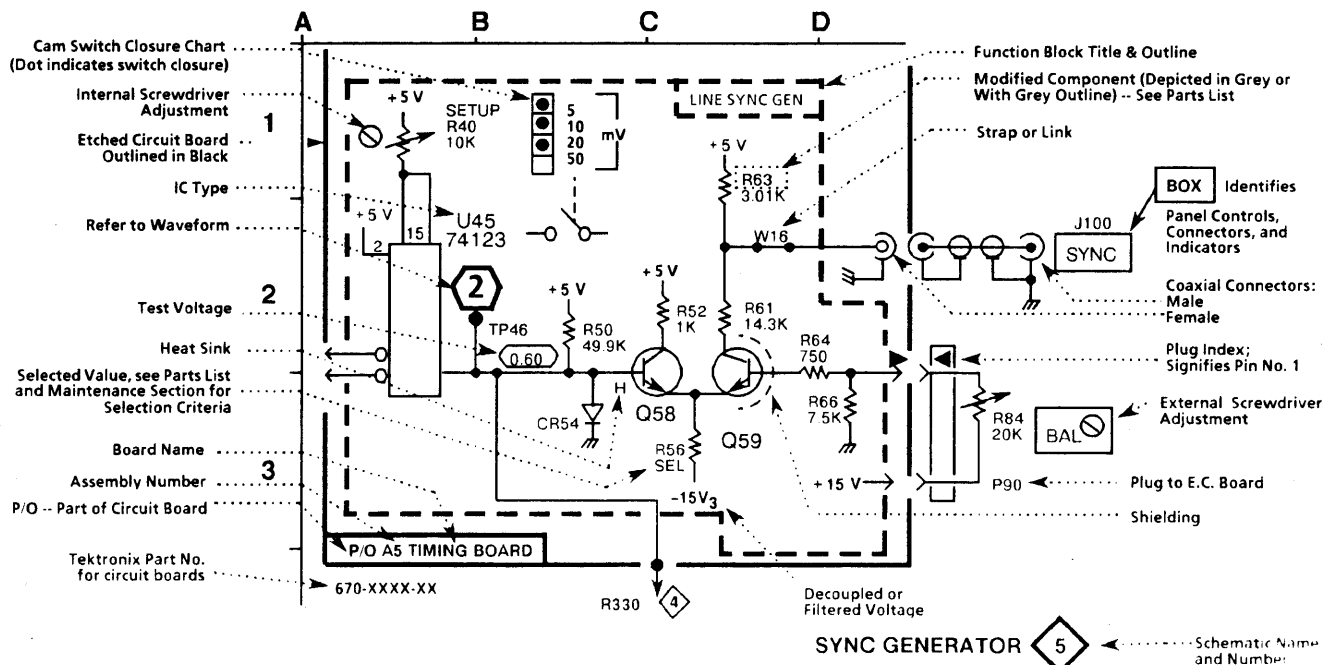 A B C D
Cam Switch Closure Chart
(Dot indicates switch closure)
Internal Screwdriver
Adjustment
Etched Circuit Board
Outlined in Black
IC Type
Refer to Waveform
Test Voltage
Heat Sink
Selected Value, see Parts List
and Maintenance Section for
Selection Criteria
Board Name
Assembly Number
P/O -- Part of Circuit Board
Tektronix Part No.
for circuit boards
1
2
3
+5 V
SETUP
R40
10K
5
10
20
50
mV
LINE SYNC GEN
+5 V
R63
3.01K
+5 V
2
15
U45
74123
W16
2
TP46
0.60
+5 V
R50
49.9K
+5 V
R52
1K
R61
14.3K
R64
750
R66
7.5K
CR54
H
Q58
Q59
R56
SEL
-15V3
+15 V
P/O A5 TIMING BOARD
670-XXXX-XX
R330
4
Function Block Title & Outline
Modified Component (Depicted in Grey or
With Grey Outline) -- See Parts List
Strap or Link
BOX Identifies
Panel Controls,
Connectors, and
Indicators
J100
SYNC
Coaxial Connectors:
Male
Female
Plug Index;
Signifies Pin No. 1
R84
20K
BAL
External Screwdriver
Adjustment
P90
Plug to E.C. Board
Shielding
Decoupled or
Filtered Voltage
SYNC GENERATOR 5
Schematic Name
and Number